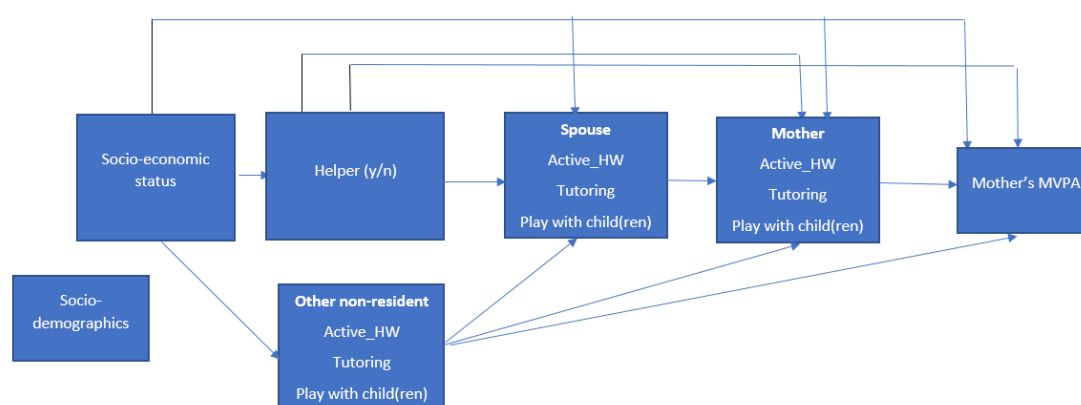 Socio-economic
status
Helper (y/n)
Spouse
Active_HW
Tutoring
Play with child(ren)
Mother
Active_HW
Tutoring
Play with child(ren)
Mother's MVPA
Socio-
demographics
Other non-resident
Active_HW
Tutoring
Play with child(ren)